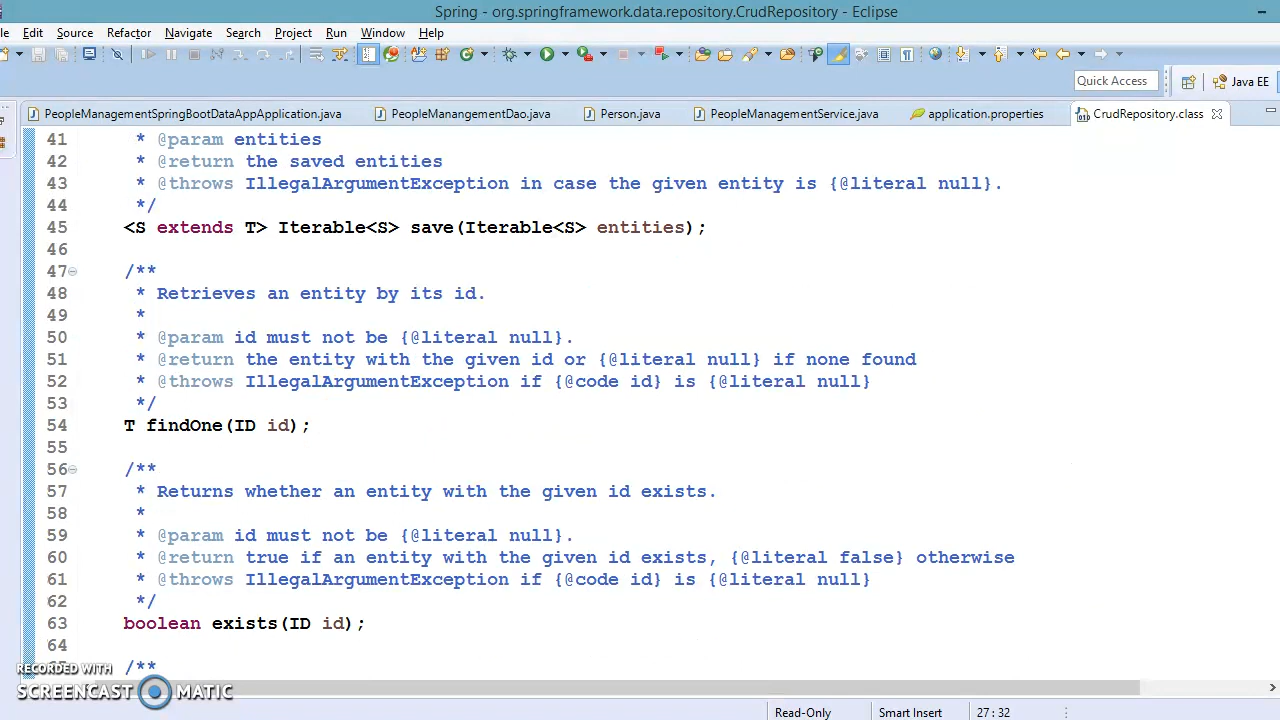 Spring - org.springframework.data.repository.CrudRepository - Eclipse
le Edit Source Refactor Navigate Search Project Run Window Help
Quick Access
Java EE
PeopleManagementSpringBootDataAppApplication.java PeopleManangementDao.java Person.java PeopleManagementService.java application.properties CrudRepository.class
41 * @param entities
42 * @return the saved entities
43 * @throws IllegalArgumentException in case the given entity is {@literal null}.
44 */
45 <S extends T> Iterable<S> save(Iterable<S> entities);
46
47 /**
48 * Retrieves an entity by its id.
49 *
50 * @param id must not be {@literal null}.
51 * @return the entity with the given id or {@literal null} if none found
52 * @throws IllegalArgumentException if {@code id} is {@literal null}
53 */
54 T findOne(ID id);
55
56 /**
57 * Returns whether an entity with the given id exists.
58 *
59 * @param id must not be {@literal null}.
60 * @return true if an entity with the given id exists, {@literal false} otherwise
61 * @throws IllegalArgumentException if {@code id} is {@literal null}
62 */
63 boolean exists(ID id);
64
/**
RECORDED WITH
SCREENCAST MATIC
Read-Only Smart Insert 27 : 32